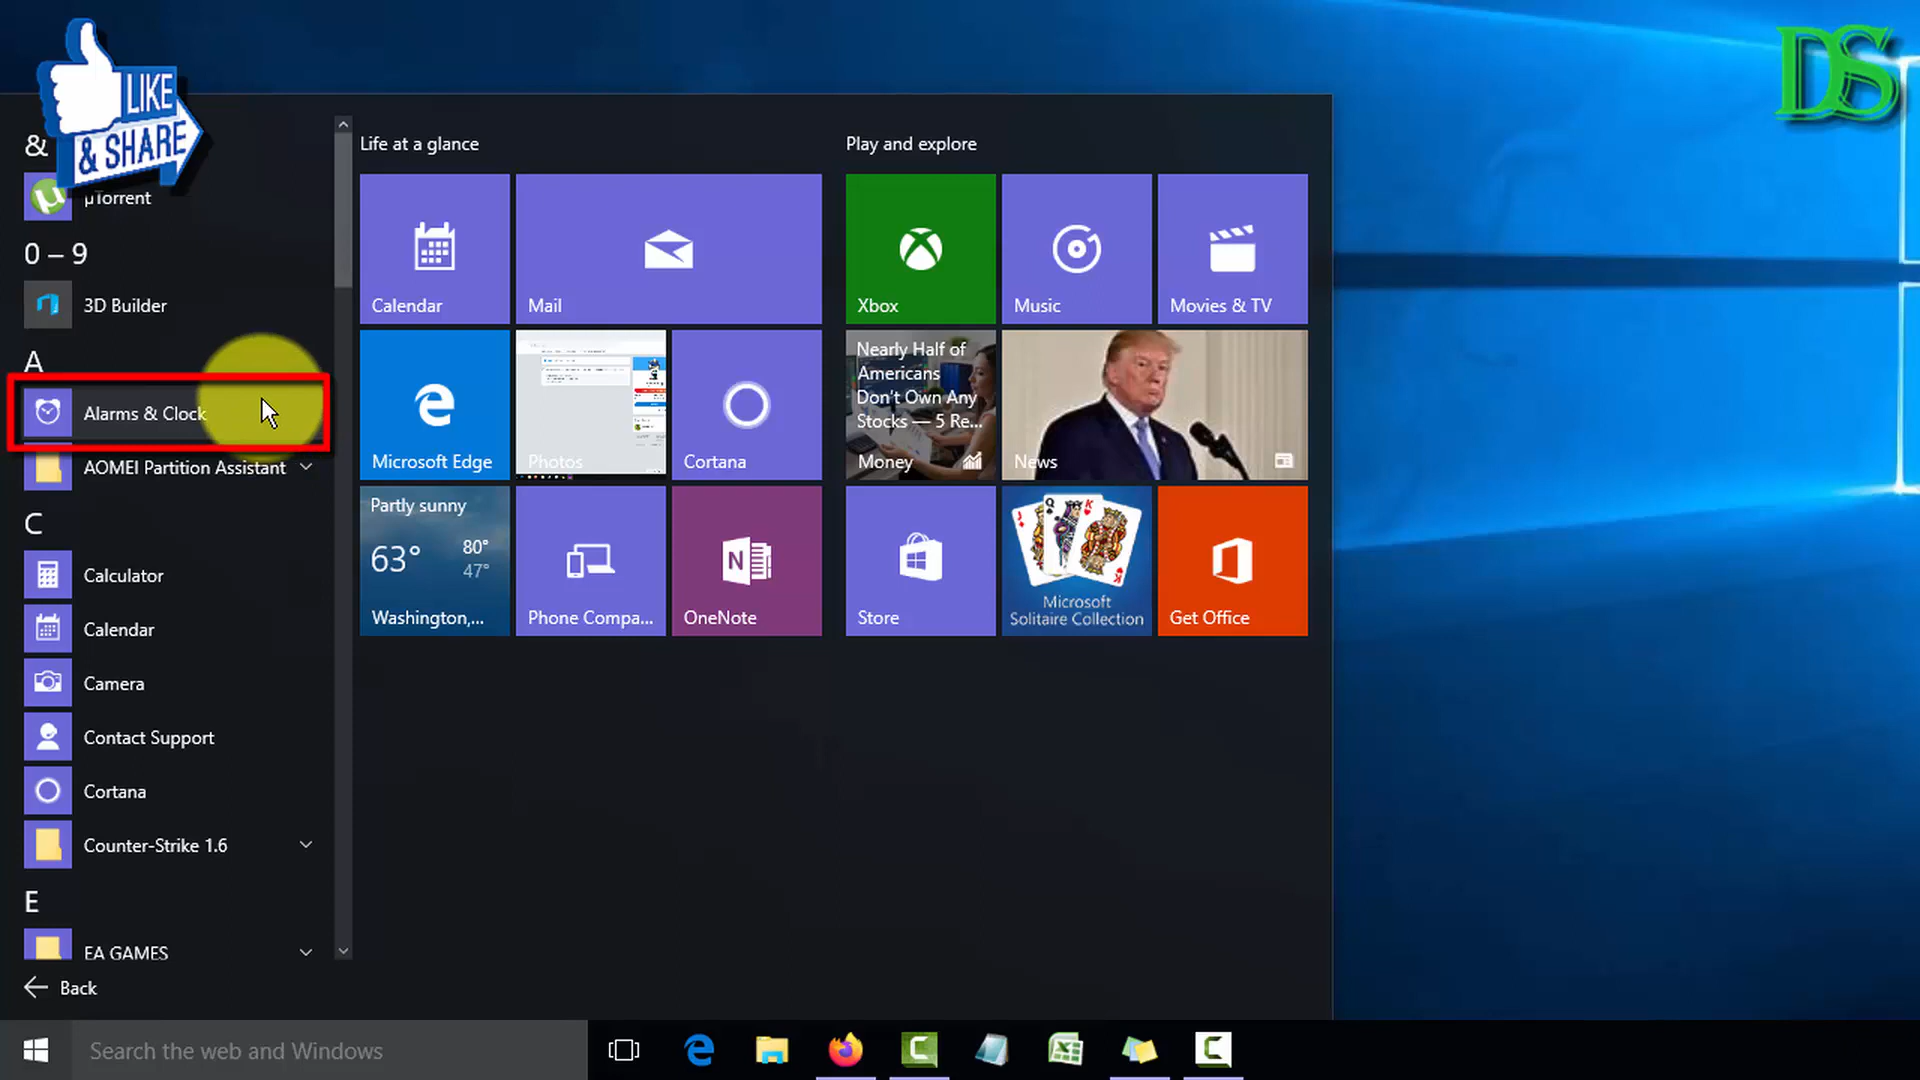 LIKE
& SHARE
DS
&
µTorrent
0 – 9
3D Builder
A
Alarms & Clock
AOMEI Partition Assistant
C
Calculator
Calendar
Camera
Contact Support
Cortana
Counter-Strike 1.6
E
EA GAMES
Back
Life at a glance
Calendar
Mail
Microsoft Edge
Photos
Cortana
Partly sunny
63°
80°
47°
Washington,...
Phone Compa...
N
OneNote
Play and explore
Xbox
Music
Movies & TV
Nearly Half of
Americans
Don't Own Any
Stocks — 5 Re...
Money
News
Store
J
Q
K
K
Microsoft
Solitaire Collection
Get Office
Search the web and Windows